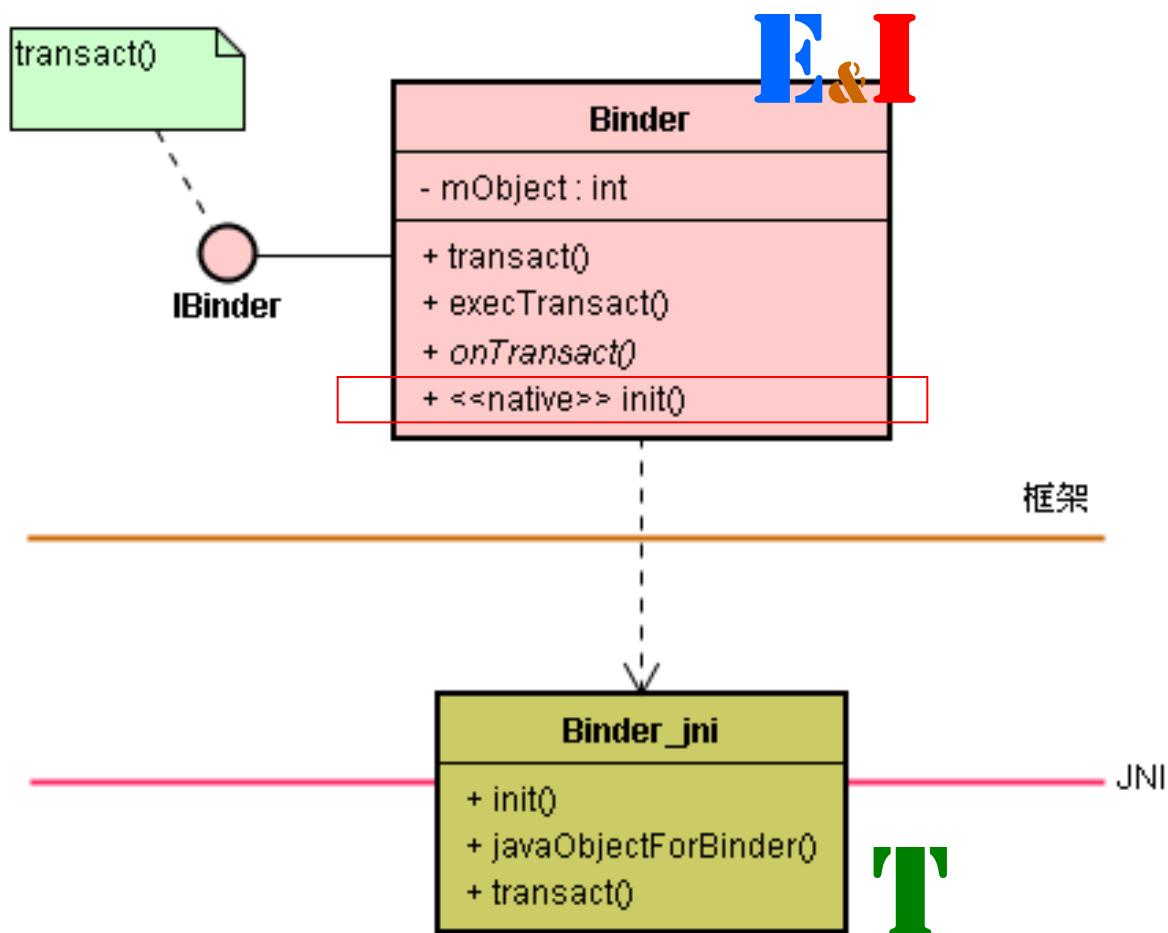 transact()
E&I
Binder
- mObject : int
+ transact()
+ execTransact()
+ onTransact()
+ <<native>> init()
IBinder
框架
Binder_jni
+ init()
+ javaObjectForBinder()
+ transact()
JNI
T